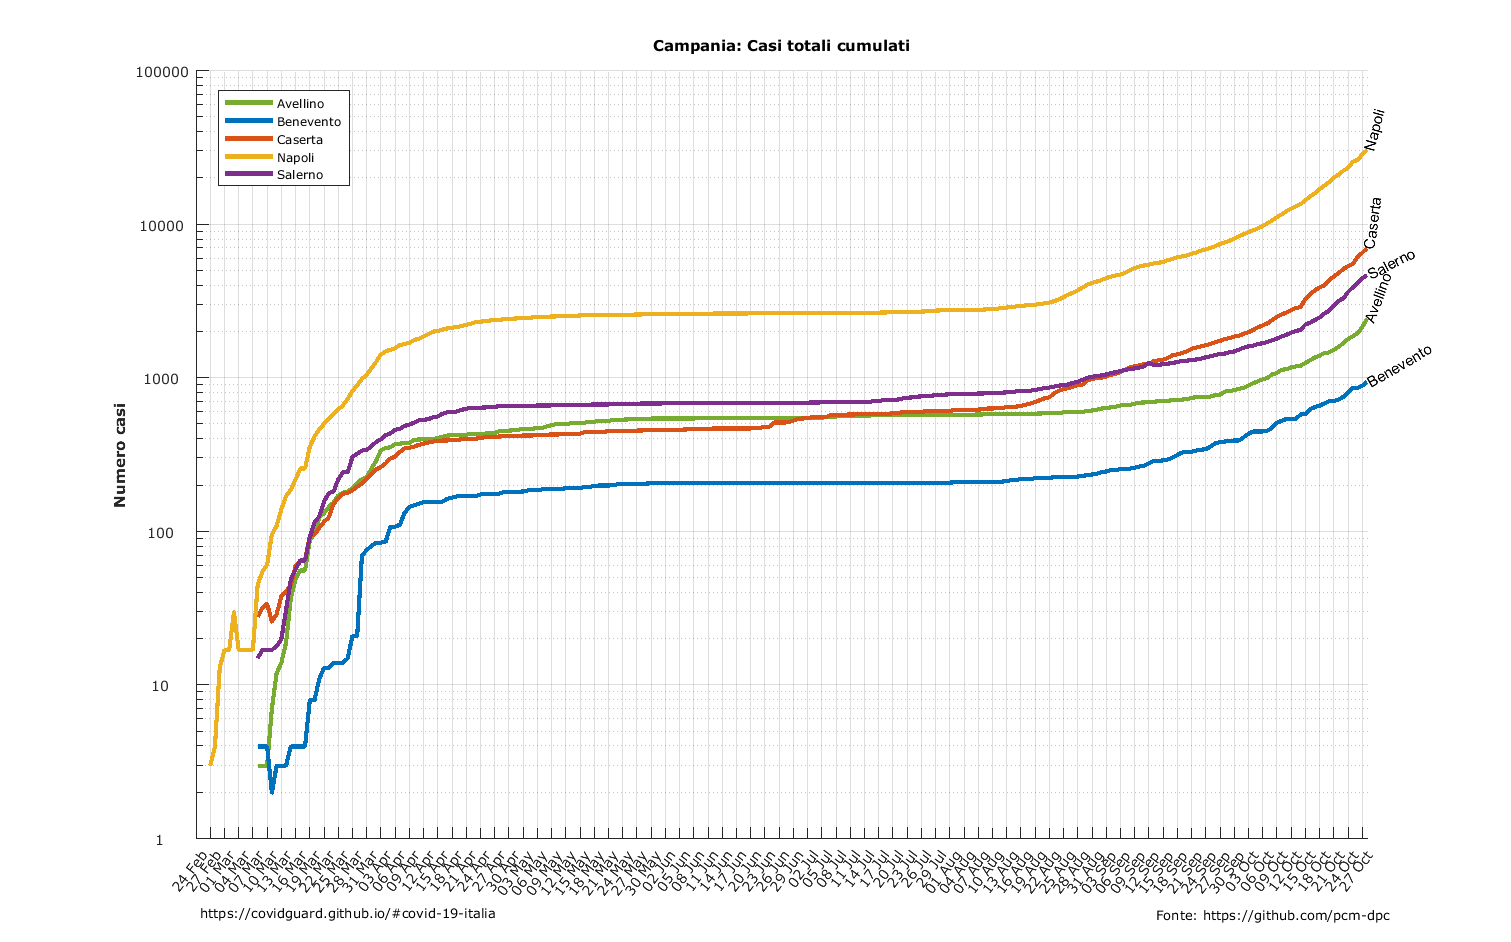 Campania: Casi totali cumulati
100000
10000
1000
100
10
1
Numero casi
Avellino
Benevento
Caserta
Napoli
Salerno
Napoli
Caserta
Salerno
Avellino
Benevento
24 Feb
27 Feb
01 Mar
04 Mar
07 Mar
10 Mar
13 Mar
16 Mar
19 Mar
22 Mar
25 Mar
28 Mar
31 Mar
03 Apr
06 Apr
09 Apr
12 Apr
15 Apr
18 Apr
21 Apr
24 Apr
27 Apr
30 Apr
03 May
06 May
09 May
12 May
15 May
18 May
21 May
24 May
27 May
30 May
02 Jun
05 Jun
08 Jun
11 Jun
14 Jun
17 Jun
20 Jun
23 Jun
26 Jun
29 Jun
02 Jul
05 Jul
08 Jul
11 Jul
14 Jul
17 Jul
20 Jul
23 Jul
26 Jul
29 Jul
01 Aug
04 Aug
07 Aug
10 Aug
13 Aug
16 Aug
19 Aug
22 Aug
25 Aug
28 Aug
31 Aug
03 Sep
06 Sep
09 Sep
12 Sep
15 Sep
18 Sep
21 Sep
24 Sep
27 Sep
30 Sep
03 Oct
06 Oct
09 Oct
12 Oct
15 Oct
18 Oct
21 Oct
24 Oct
27 Oct
https://covidguard.github.io/#covid-19-italia
Fonte: https://github.com/pcm-dpc